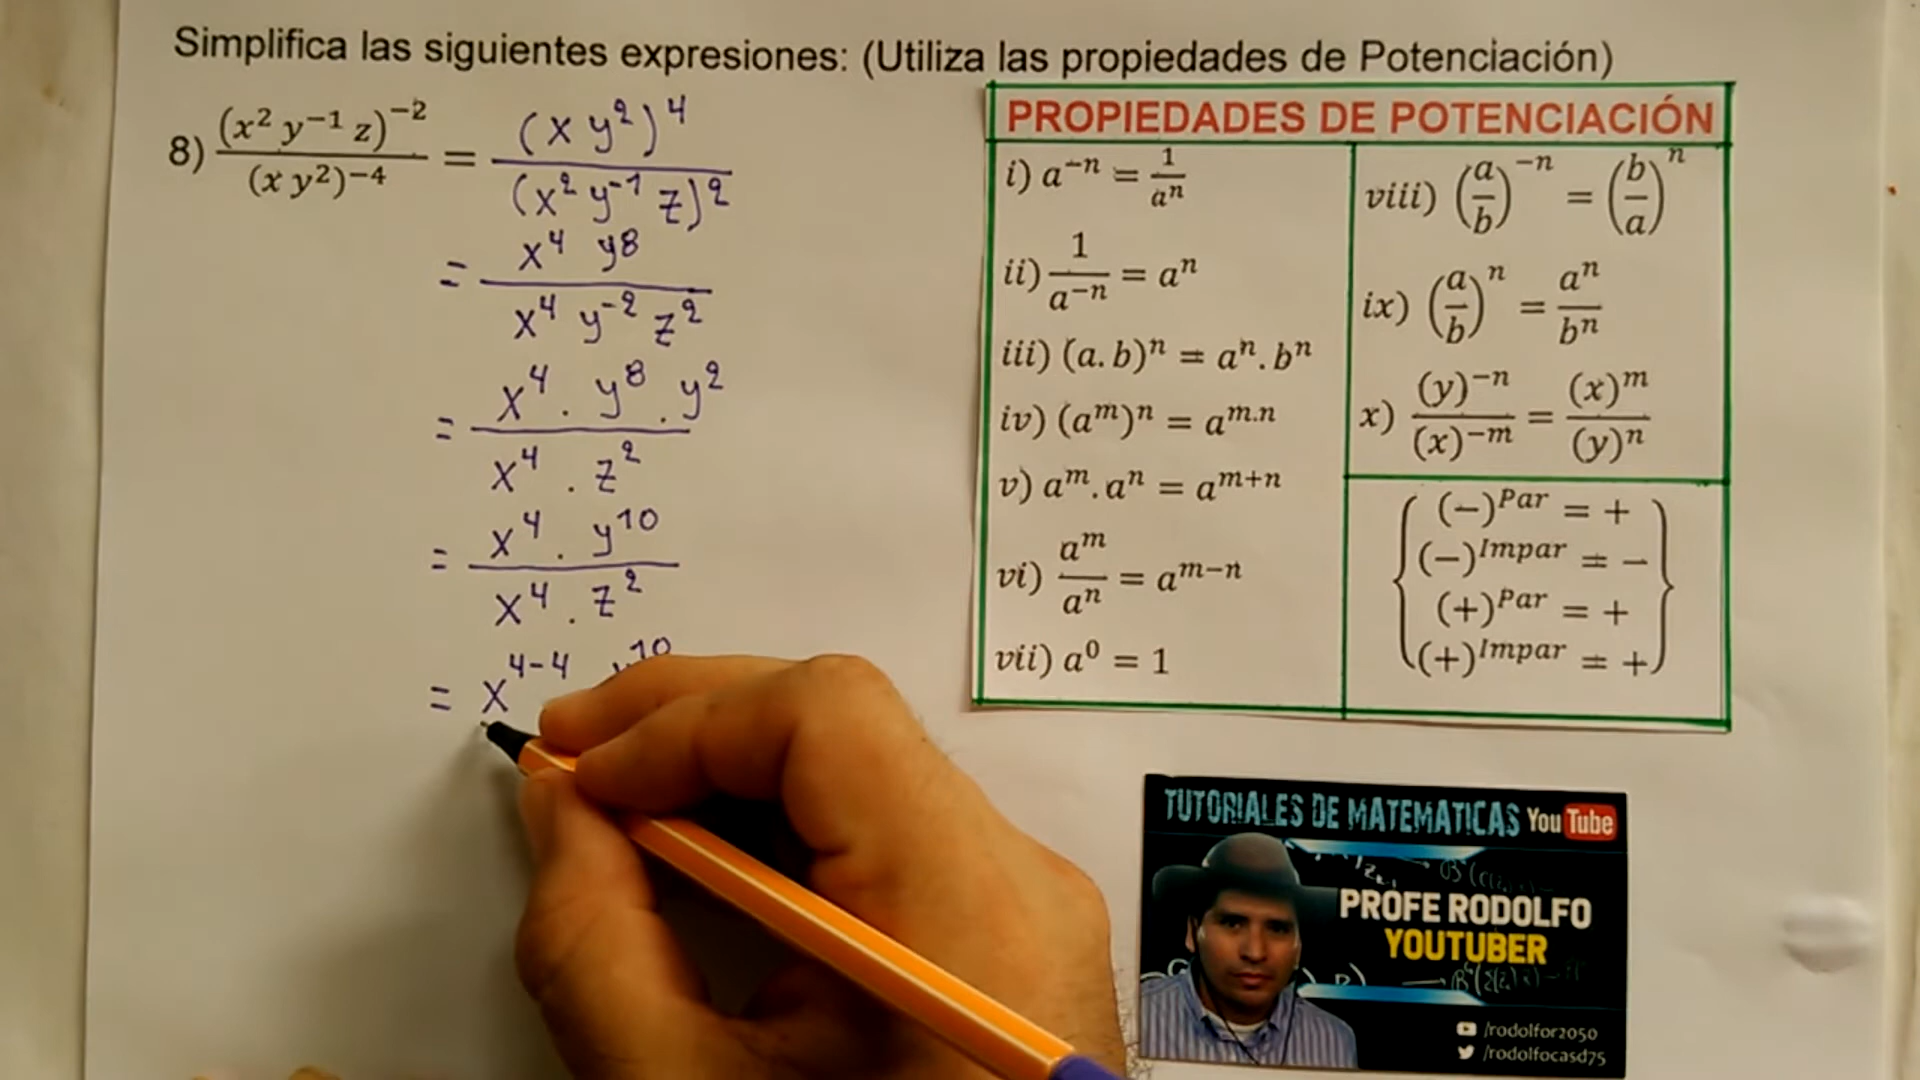 Simplifica las siguientes expresiones: (Utiliza las propiedades de Potenciación)
8) (x² y⁻¹ z)⁻² / (x y²)⁻⁴ = (x y²)⁴ / (x² y⁻¹ z)²
= x⁴ y⁸ / x⁴ y⁻² z²
= x⁴ . y⁸ . y² / x⁴ . z²
= x⁴ . y¹⁰ / x⁴ . z²
= x⁴⁻⁴ y¹⁰
PROPIEDADES DE POTENCIACIÓN
i) a⁻ⁿ = 1 / aⁿ
ii) 1 / a⁻ⁿ = aⁿ
iii) (a.b)ⁿ = aⁿ.bⁿ
iv) (aᵐ)ⁿ = aᵐ·ⁿ
v) aᵐ.aⁿ = aᵐ⁺ⁿ
vi) aᵐ / aⁿ = aᵐ⁻ⁿ
vii) a⁰ = 1
viii) (a/b)⁻ⁿ = (b/a)ⁿ
ix) (a/b)ⁿ = aⁿ / bⁿ
x) (y)⁻ⁿ / (x)⁻ᵐ = (x)ᵐ / (y)ⁿ
(−)^Par = +
(−)^Impar = −
(+)^Par = +
(+)^Impar = +
TUTORIALES DE MATEMATICAS YouTube
PROFE RODOLFO
YOUTUBER
/rodolfor2050
/rodolfocasd75